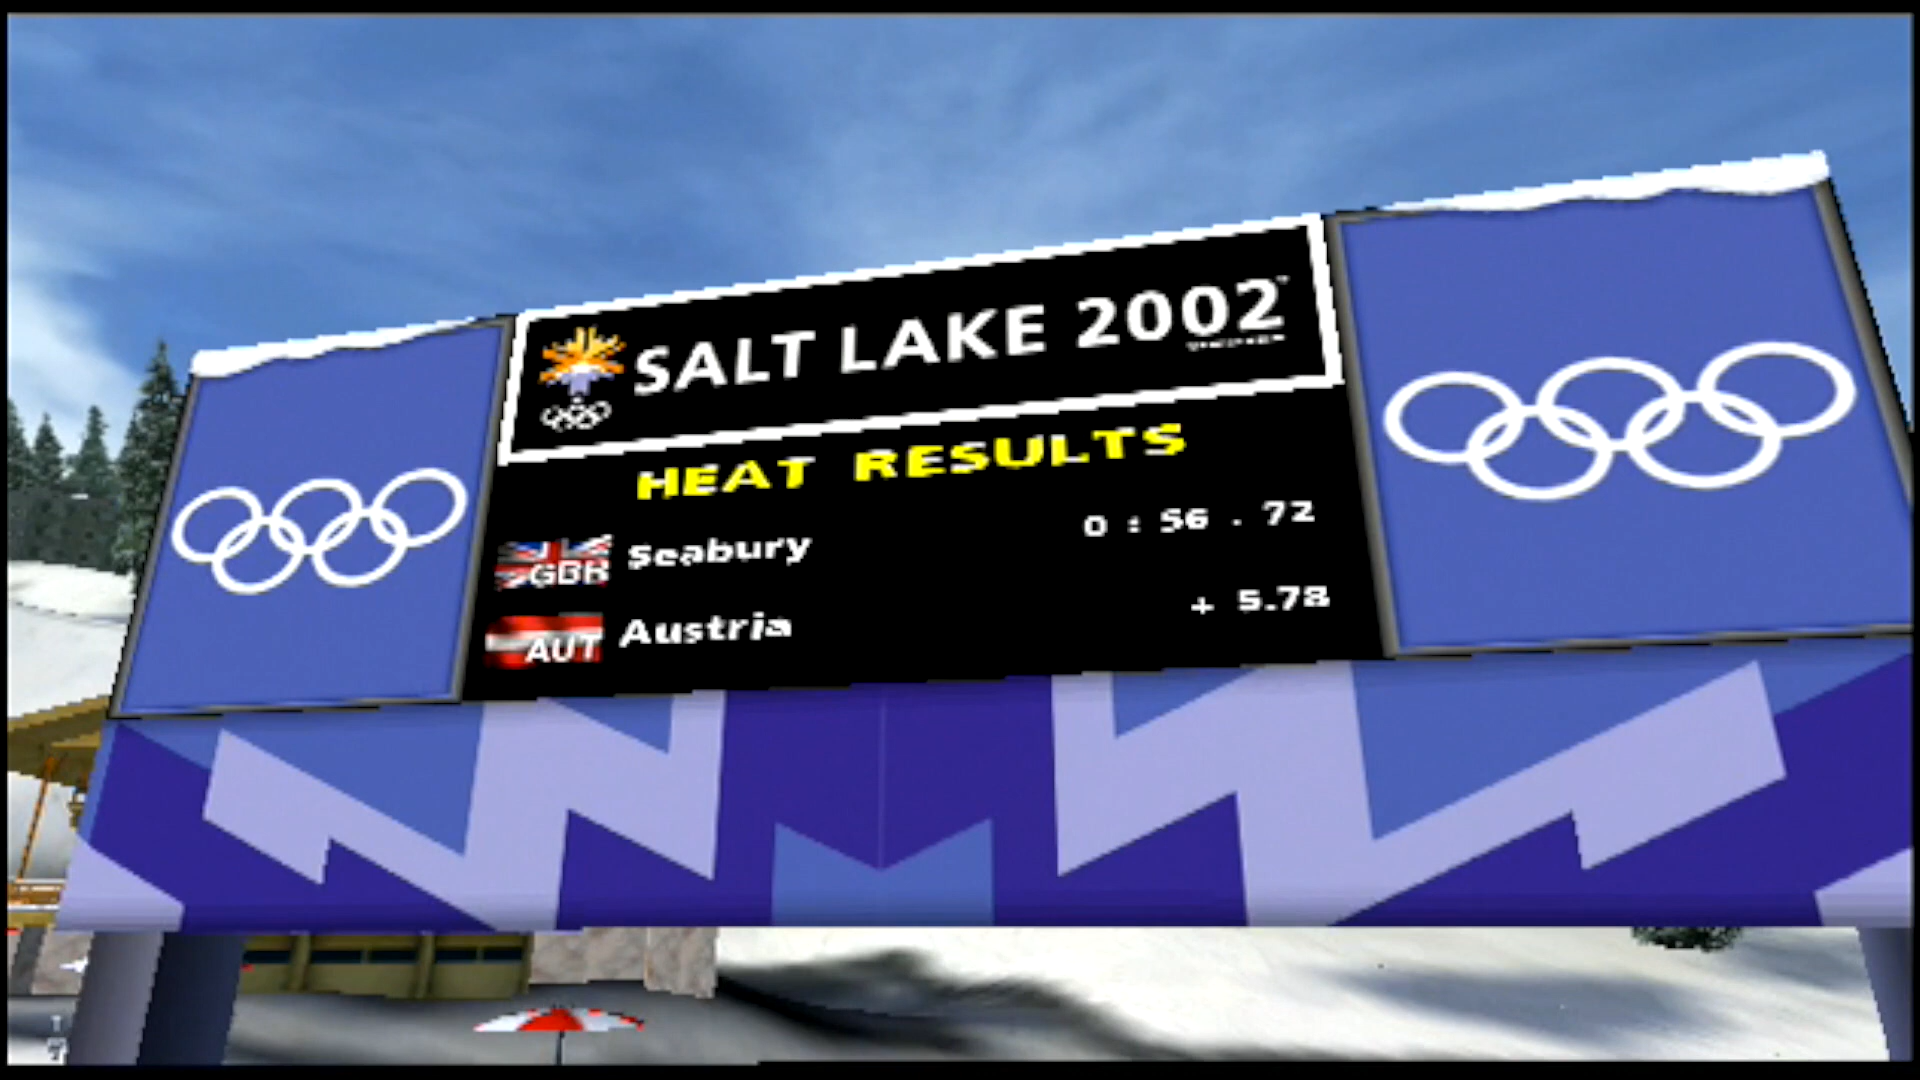 SALT LAKE 2002
HEAT RESULTS
GBR Seabury 0 : 56 . 72
AUT Austria + 5.78